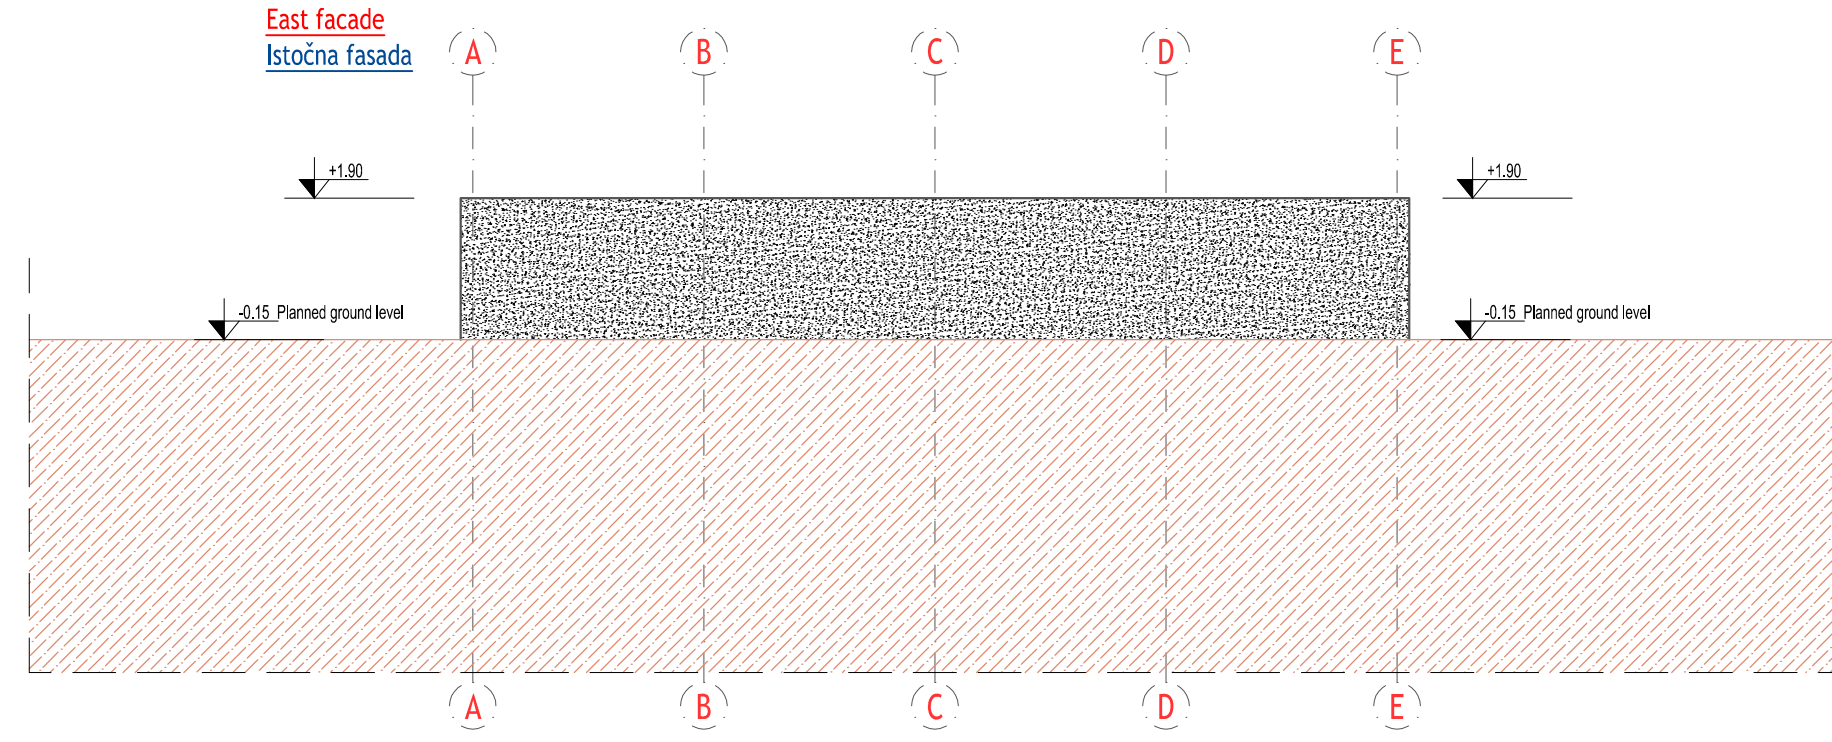 East facade
Istočna fasada
A B C D E
+1.90 +1.90
-0.15 Planned ground level -0.15 Planned ground level
A B C D E